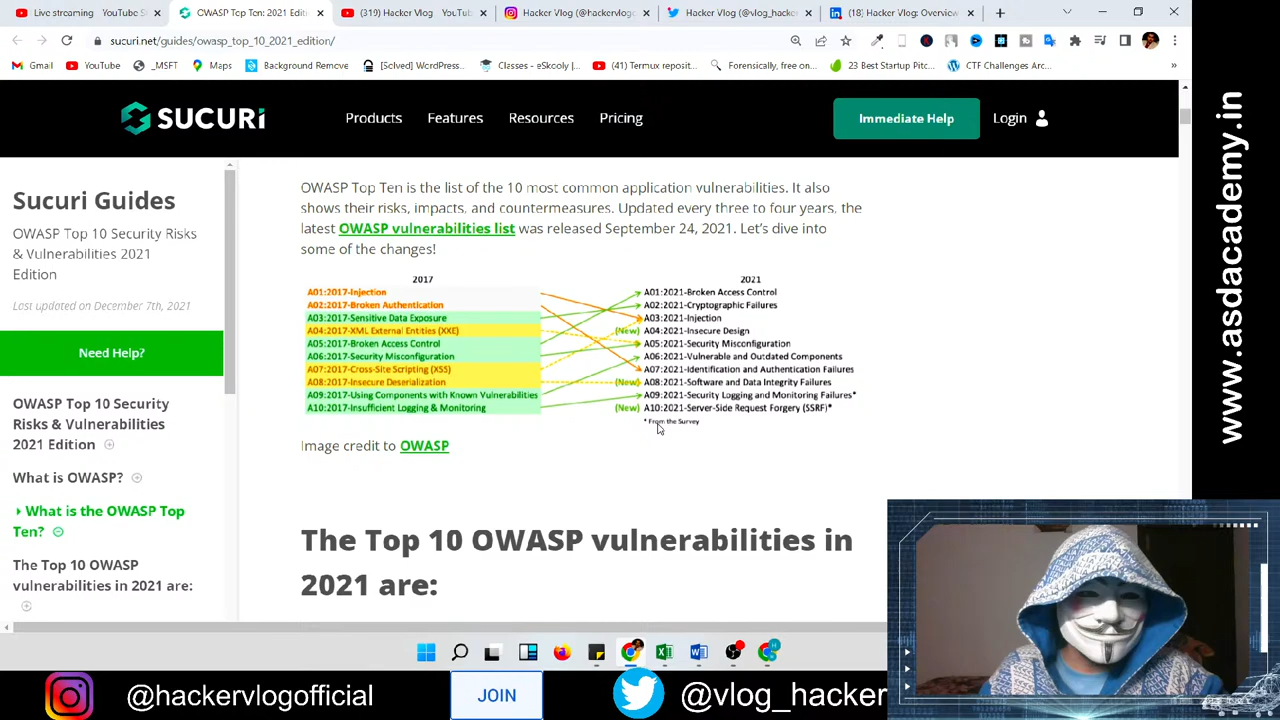 Live streaming - YouTu
OWASP Top Ten: 2021 Editi
(319) Hacker Vlog - YouTub
Hacker Vlog (@hackervlogo
Hacker Vlog (@vlog_hacker
(18) Hacker Vlog: Overview
sucuri.net/guides/owasp_top_10_2021_edition/
Gmail
YouTube
_MSFT
Maps
Background Remove
[Solved] WordPress..
Classes - eSkooly |...
(41) Termux repositi...
Forensically, free on...
23 Best Startup Pitc...
CTF Challenges Arc...
SUCURi
Products
Features
Resources
Pricing
Immediate Help
Login
Sucuri Guides
OWASP Top 10 Security Risks
& Vulnerabilities 2021
Edition
Last updated on December 7th, 2021
Need Help?
OWASP Top 10 Security
Risks & Vulnerabilities
2021 Edition
What is OWASP?
What is the OWASP Top
Ten?
The Top 10 OWASP
vulnerabilities in 2021 are:
OWASP Top Ten is the list of the 10 most common application vulnerabilities. It also
shows their risks, impacts, and countermeasures. Updated every three to four years, the
latest OWASP vulnerabilities list was released September 24, 2021. Let's dive into
some of the changes!
2017
A01:2017-Injection
A02:2017-Broken Authentication
A03:2017-Sensitive Data Exposure
A04:2017-XML External Entities (XXE)
A05:2017-Broken Access Control
A06:2017-Security Misconfiguration
A07:2017-Cross-Site Scripting (XSS)
A08:2017-Insecure Deserialization
A09:2017-Using Components with Known Vulnerabilities
A10:2017-Insufficient Logging & Monitoring
2021
A01:2021-Broken Access Control
A02:2021-Cryptographic Failures
A03:2021-Injection
(New) A04:2021-Insecure Design
A05:2021-Security Misconfiguration
A06:2021-Vulnerable and Outdated Components
A07:2021-Identification and Authentication Failures
(New) A08:2021-Software and Data Integrity Failures
A09:2021-Security Logging and Monitoring Failures*
(New) A10:2021-Server-Side Request Forgery (SSRF)*
* From the Survey
Image credit to OWASP
The Top 10 OWASP vulnerabilities in
2021 are:
www.asdacademy.in
@hackervlogofficial
JOIN
@vlog_hacker